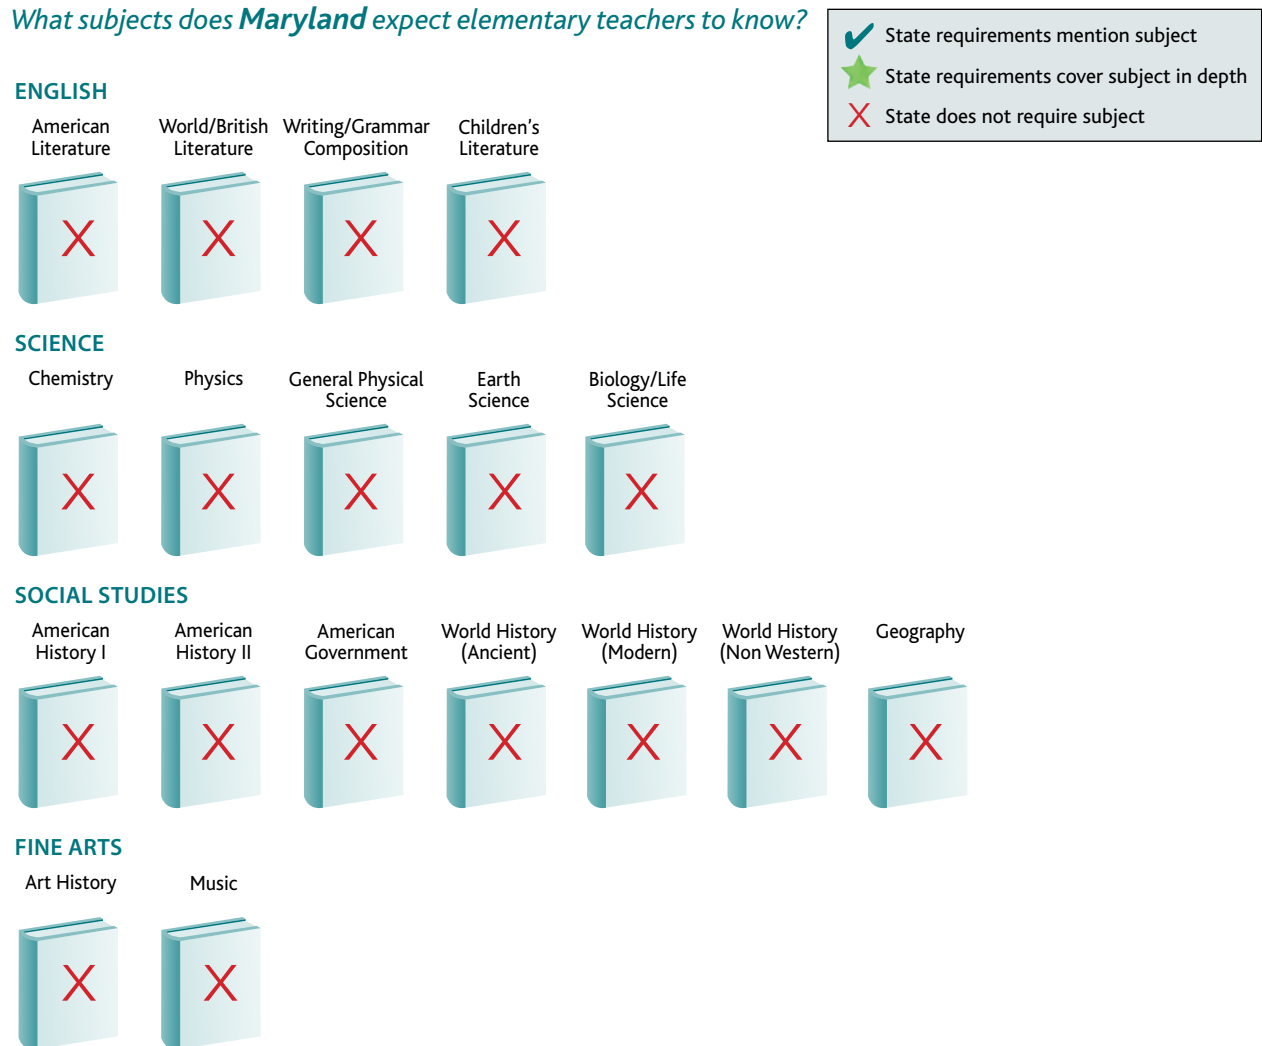 What subjects does Maryland expect elementary teachers to know?
State requirements mention subject
State requirements cover subject in depth
X State does not require subject
ENGLISH
American
Literature
World/British
Literature
Writing/Grammar
Composition
Children's
Literature
X X X X
SCIENCE
Chemistry
Physics
General Physical
Science
Earth
Science
Biology/Life
Science
X X X X X
SOCIAL STUDIES
American
History I
American
History II
American
Government
World History
(Ancient)
World History
(Modern)
World History
(Non Western)
Geography
X X X X X X X
FINE ARTS
Art History
Music
X X